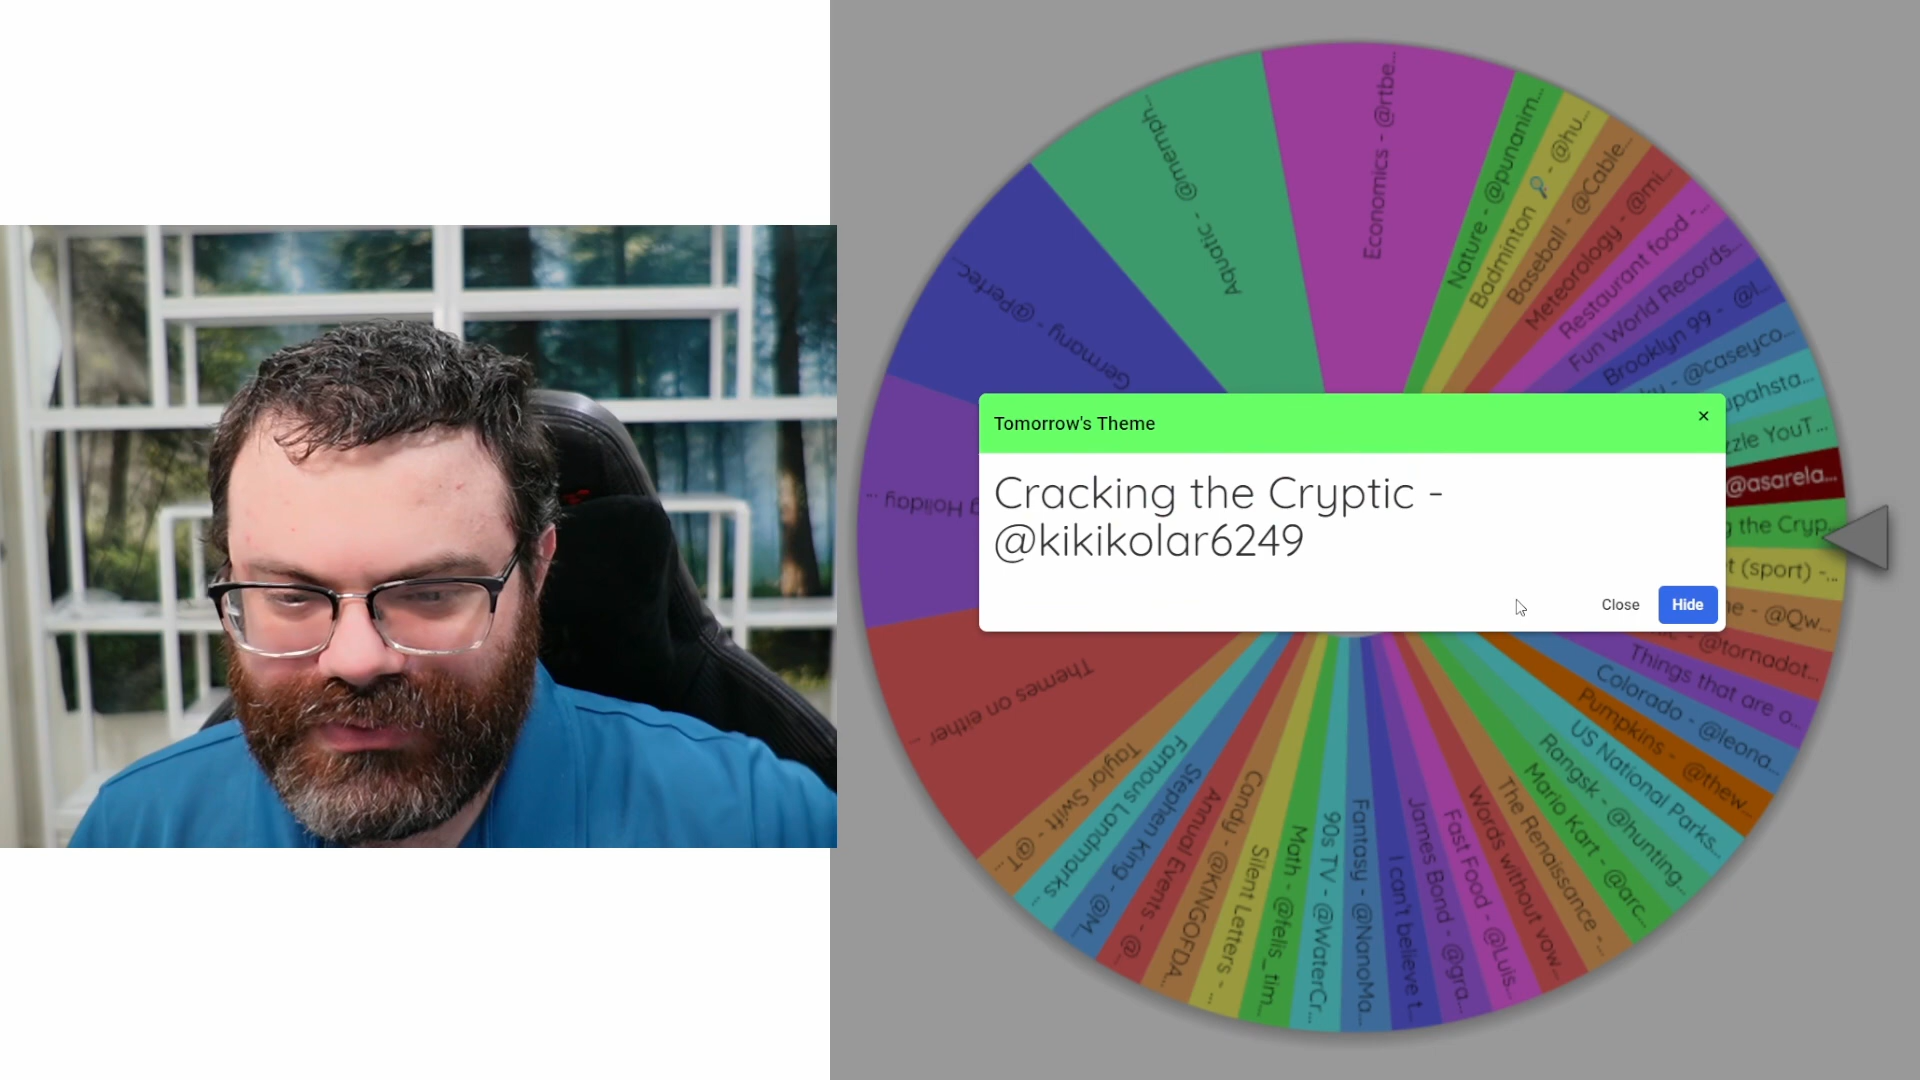 Tomorrow's Theme
×
Cracking the Cryptic -
@kikikolar6249
Close
Hide
Economics - @rtbe...
Nature - @punanim...
Badminton 🏸 - @hu...
Baseball - @Cable...
Meteorology - @mi...
Restaurant food -...
Fun World Records...
Brooklyn 99 - @l...
- @caseyco...
YouT...
@asarela...
the Cryp...
(sport) -...
- @Qw...
- @tornadot...
Things that are o...
Colorado - @leona...
Pumpkins - @thew...
US National Parks...
Rangsk - @hunting...
Mario Kart - @arc...
The Renaissance -...
Words without vow...
Fast Food - @Luis...
James Bond - @gra...
I can't believe t...
Fantasy - @NanoMa...
90s TV - @WaterCr...
Math - @felis_tim...
Silent Letters - ...
Candy - @KINGOFDA...
Annual Events - @...
Stephen King - @M...
Famous Landmarks ...
Taylor Swift - @T...
Themes on either ...
Holiday ...
Germany - @Perfec...
Aquatic - @memph...